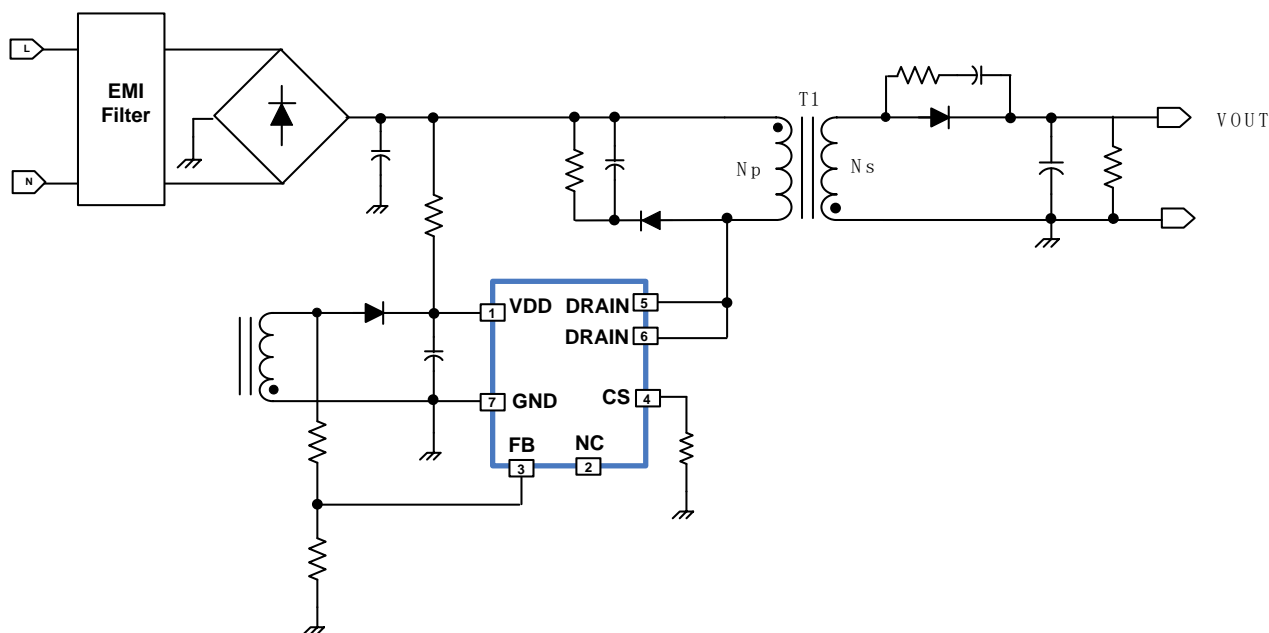 L
EMI
Filter
N
T1
Np
Ns
VOUT
1
VDD
DRAIN
5
DRAIN
6
7
GND
CS
4
FB
NC
3
2